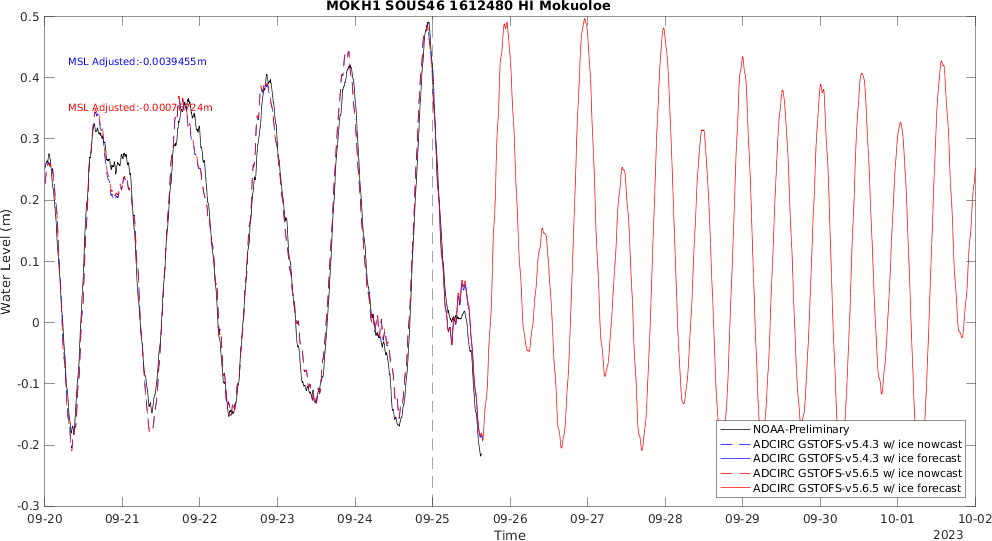 MOKH1 SOUS46 1612480 HI Mokuoloe
0.5
MSL Adjusted:-0.0039455m
0.4
MSL Adjusted:
0.3
0.2
Water Level (m)
0.1
0
-0.1
-0.2
-0.3
NOAA-Preliminary
ADCIRC GSTOFS-v5.4.3 w/ ice nowcast
ADCIRC GSTOFS-v5.4.3 w/ ice forecast
ADCIRC GSTOFS-v5.6.5 w/ ice nowcast
ADCIRC GSTOFS-v5.6.5 w/ ice forecast
09-20 09-21 09-22 09-23 09-24 09-25 09-26 09-27 09-28 09-29 09-30 10-01 10-02
Time
2023